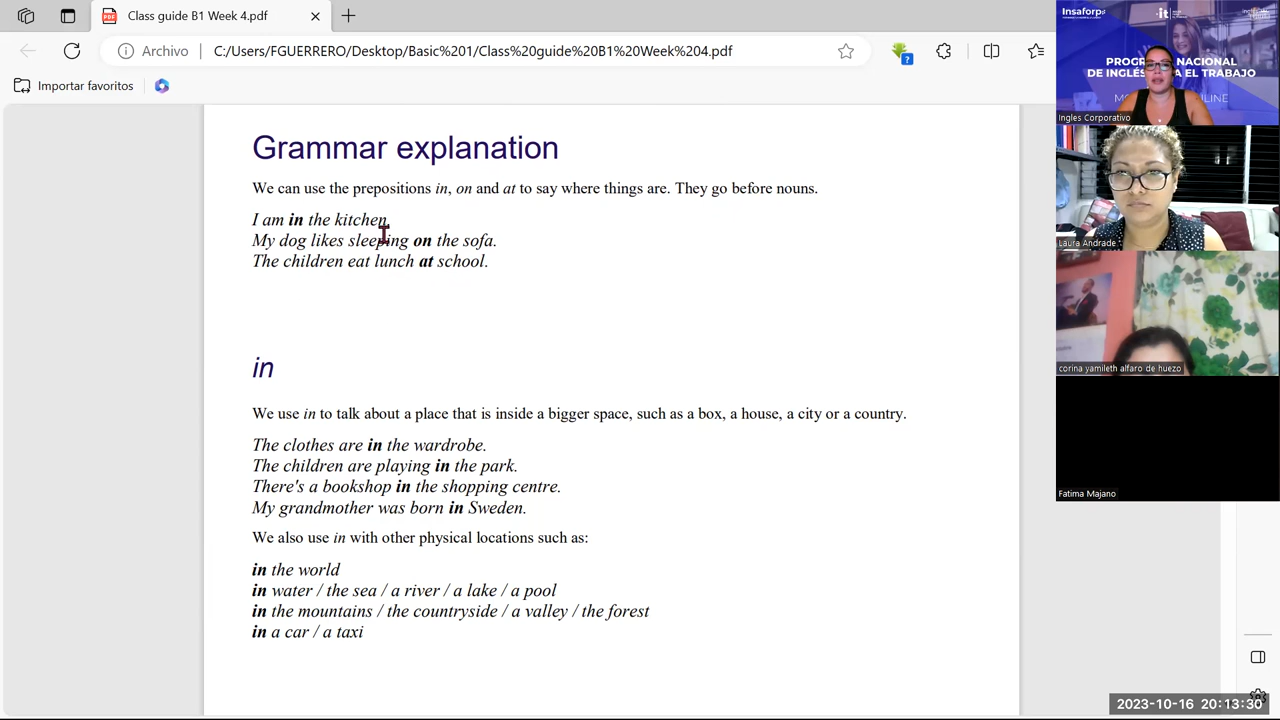 Class guide B1 Week 4.pdf
Archivo
C:/Users/FGUERRERO/Desktop/Basic%201/Class%20guide%20B1%20Week%204.pdf
Importar favoritos
Grammar explanation
We can use the prepositions in, on and at to say where things are. They go before nouns.
I am in the kitchen.
My dog likes sleeping on the sofa.
The children eat lunch at school.
in
We use in to talk about a place that is inside a bigger space, such as a box, a house, a city or a country.
The clothes are in the wardrobe.
The children are playing in the park.
There's a bookshop in the shopping centre.
My grandmother was born in Sweden.
We also use in with other physical locations such as:
in the world
in water / the sea / a river / a lake / a pool
in the mountains / the countryside / a valley / the forest
in a car / a taxi
Insaforp
it
Ingles Corporativo
Laura Andrade
corina yamileth alfaro de huezo
Fatima Majano
2023-10-16 20:13:30